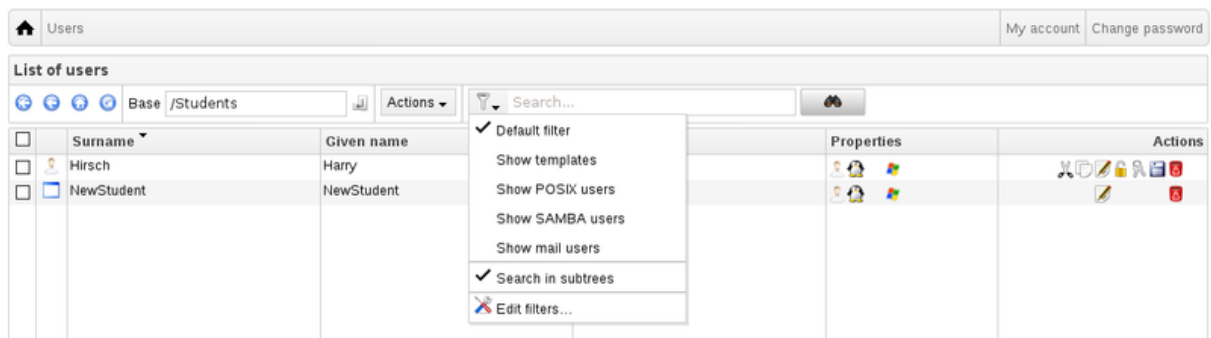 Users My account Change password
List of users
Base /Students Actions Search...
Surname Given name Properties Actions
Default filter
Hirsch Harry
Show templates
NewStudent NewStudent
Show POSIX users
Show SAMBA users
Show mail users
Search in subtrees
Edit filters...